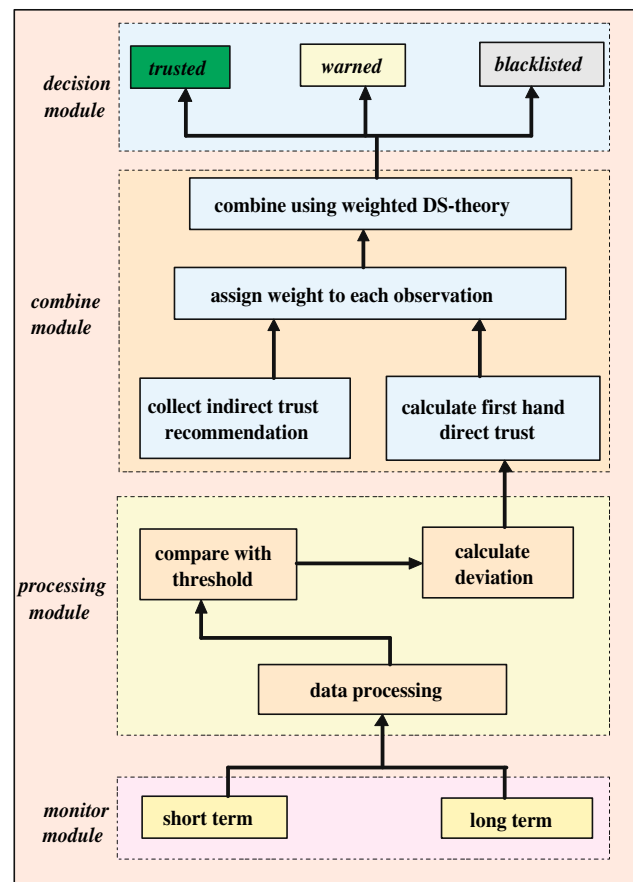 trusted
warned
blacklisted
decision
module
combine using weighted DS-theory
assign weight to each observation
combine
module
collect indirect trust
recommendation
calculate first hand
direct trust
compare with
threshold
calculate
deviation
processing
module
data processing
monitor
module
short term
long term